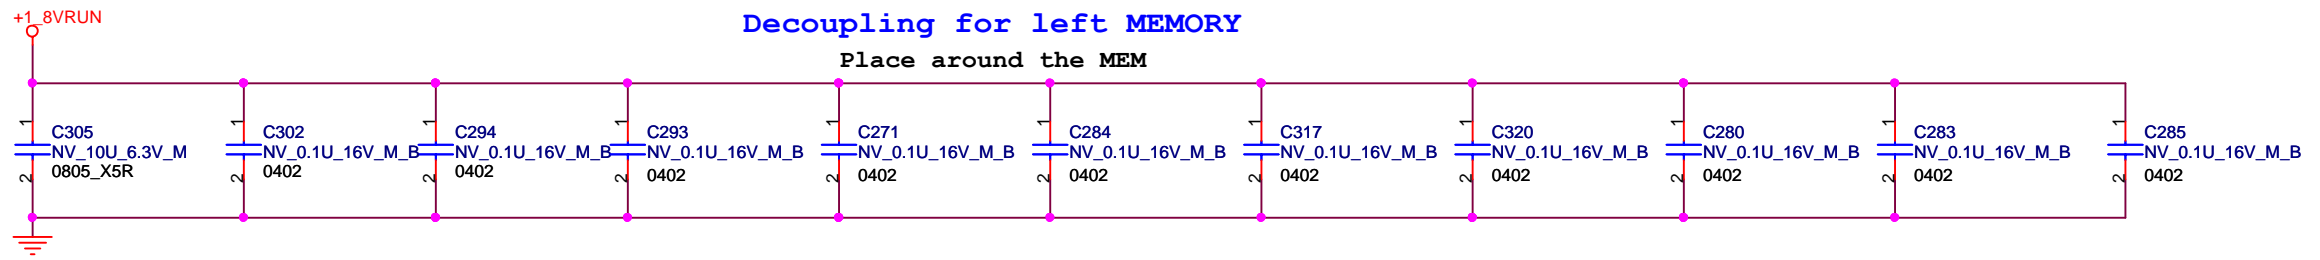 +1_8VRUN
Decoupling for left MEMORY
Place around the MEM
1
C305
NV_10U_6.3V_M
0805_X5R
2
1
C302
NV_0.1U_16V_M_B
0402
2
1
C294
NV_0.1U_16V_M_B
0402
2
1
C293
NV_0.1U_16V_M_B
0402
2
1
C271
NV_0.1U_16V_M_B
0402
2
1
C284
NV_0.1U_16V_M_B
0402
2
1
C317
NV_0.1U_16V_M_B
0402
2
1
C320
NV_0.1U_16V_M_B
0402
2
1
C280
NV_0.1U_16V_M_B
0402
2
1
C283
NV_0.1U_16V_M_B
0402
2
1
C285
NV_0.1U_16V_M_B
0402
2